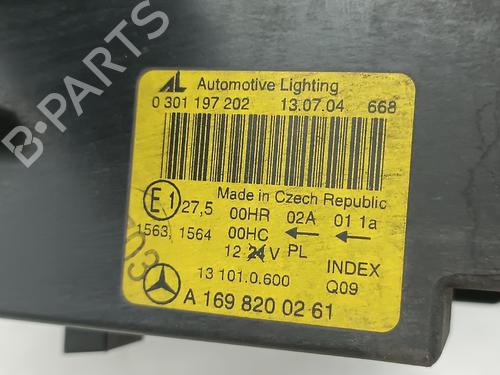 AL Automotive Lighting
0 301 197 202 13.07.04 668
Made in Czech Republic
E1 27,5 00HR 02A 01 1a
1563, 1564 00HC ← ←
12 24 V PL
13 101.0.600 INDEX
Q09
A 169 820 02 61
B-PARTS